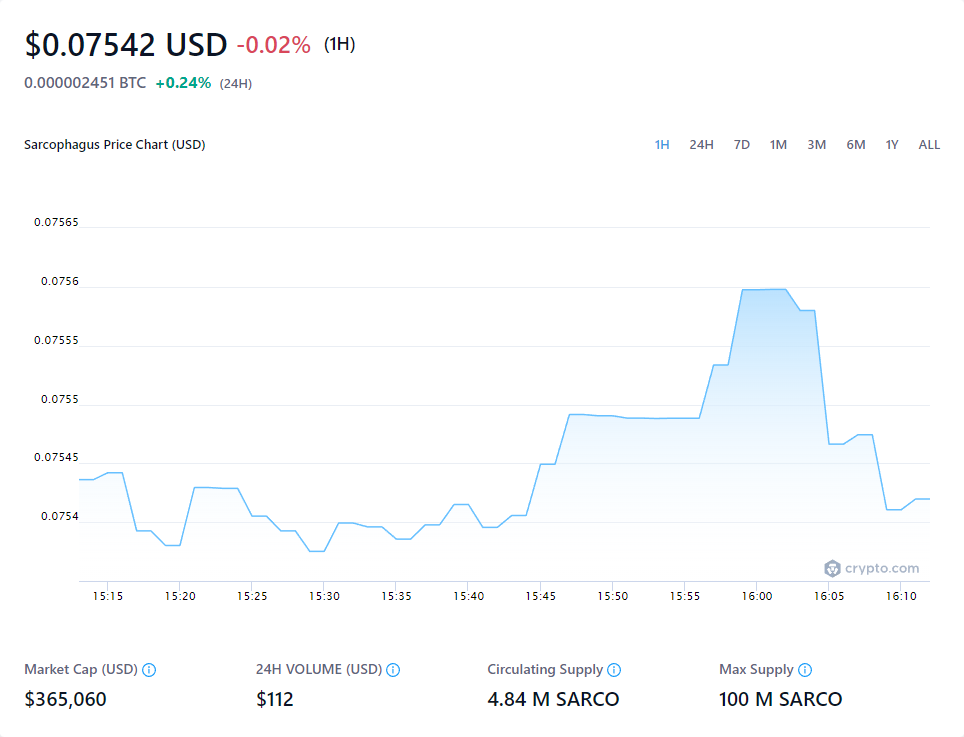 $0.07542 USD -0.02% (1H)
0.000002451 BTC +0.24% (24H)
Sarcophagus Price Chart (USD) 1H 24H 7D 1M 3M 6M 1Y ALL
0.07565
0.0756
0.07555
0.0755
0.07545
0.0754
crypto.com
15:15 15:20 15:25 15:30 15:35 15:40 15:45 15:50 15:55 16:00 16:05 16:10
Market Cap (USD) 24H VOLUME (USD) Circulating Supply Max Supply
$365,060 $112 4.84 M SARCO 100 M SARCO